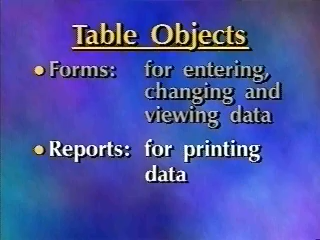 Table Objects
• Forms: for entering,
changing and
viewing data
• Reports: for printing
data